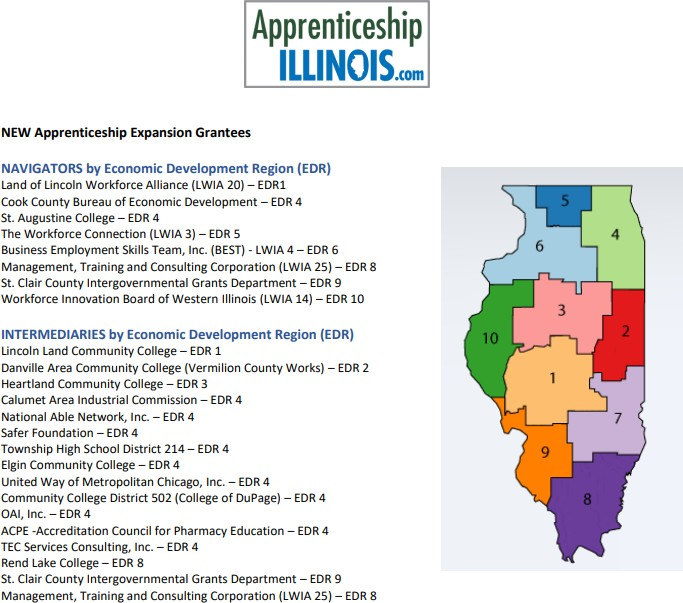 Apprenticeship
ILLINOIS.com
NEW Apprenticeship Expansion Grantees
NAVIGATORS by Economic Development Region (EDR)
Land of Lincoln Workforce Alliance (LWIA 20) – EDR1
Cook County Bureau of Economic Development – EDR 4
St. Augustine College – EDR 4
The Workforce Connection (LWIA 3) – EDR 5
Business Employment Skills Team, Inc. (BEST) - LWIA 4 – EDR 6
Management, Training and Consulting Corporation (LWIA 25) – EDR 8
St. Clair County Intergovernmental Grants Department – EDR 9
Workforce Innovation Board of Western Illinois (LWIA 14) – EDR 10
INTERMEDIARIES by Economic Development Region (EDR)
Lincoln Land Community College – EDR 1
Danville Area Community College (Vermilion County Works) – EDR 2
Heartland Community College – EDR 3
Calumet Area Industrial Commission – EDR 4
National Able Network, Inc. – EDR 4
Safer Foundation – EDR 4
Township High School District 214 – EDR 4
Elgin Community College – EDR 4
United Way of Metropolitan Chicago, Inc. – EDR 4
Community College District 502 (College of DuPage) – EDR 4
OAI, Inc. – EDR 4
ACPE -Accreditation Council for Pharmacy Education – EDR 4
TEC Services Consulting, Inc. – EDR 4
Rend Lake College – EDR 8
St. Clair County Intergovernmental Grants Department – EDR 9
Management, Training and Consulting Corporation (LWIA 25) – EDR 8
5
4
6
3
2
10
1
7
9
8